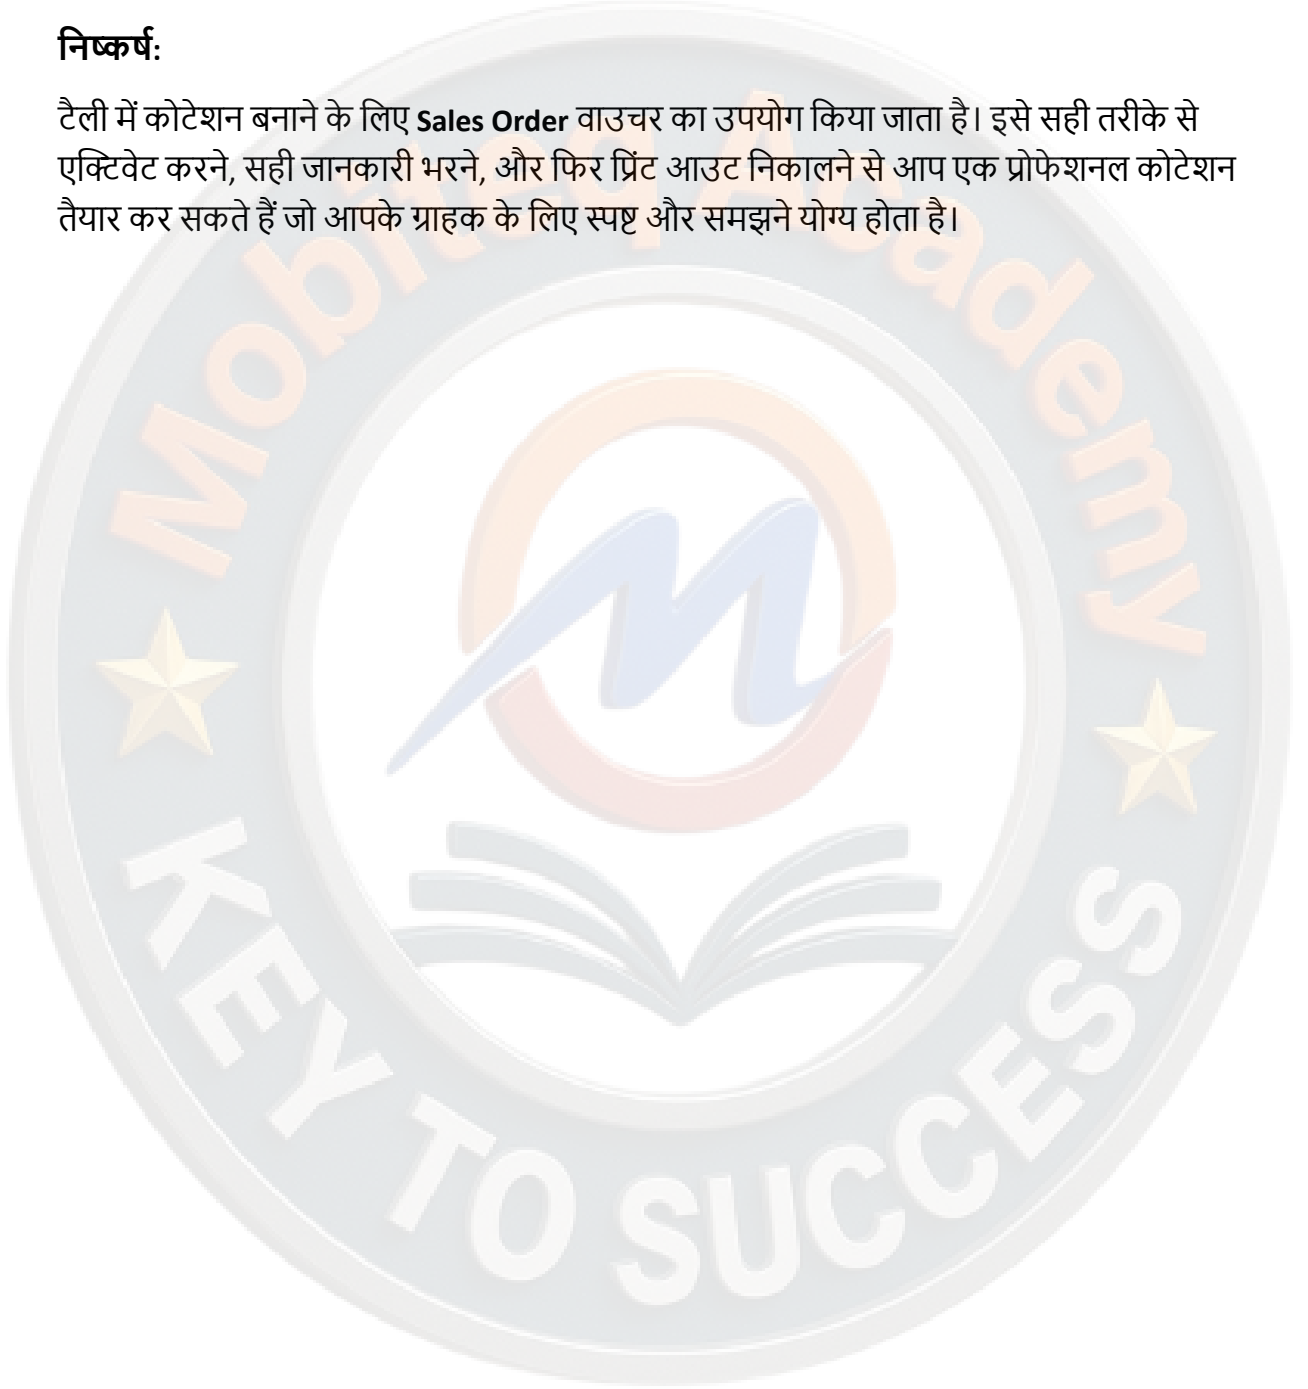 निष्कर्ष:
टैली में कोटेशन बनाने के लिए Sales Order वाउचर का उपयोग किया जाता है। इसे सही तरीके से
एक्टिवेट करने, सही जानकारी भरने, और फिर प्रिंट आउट निकालने से आप एक प्रोफेशनल कोटेशन
तैयार कर सकते हैं जो आपके ग्राहक के लिए स्पष्ट और समझने योग्य होता है।
Mobiteq Academy
KEY TO SUCCESS